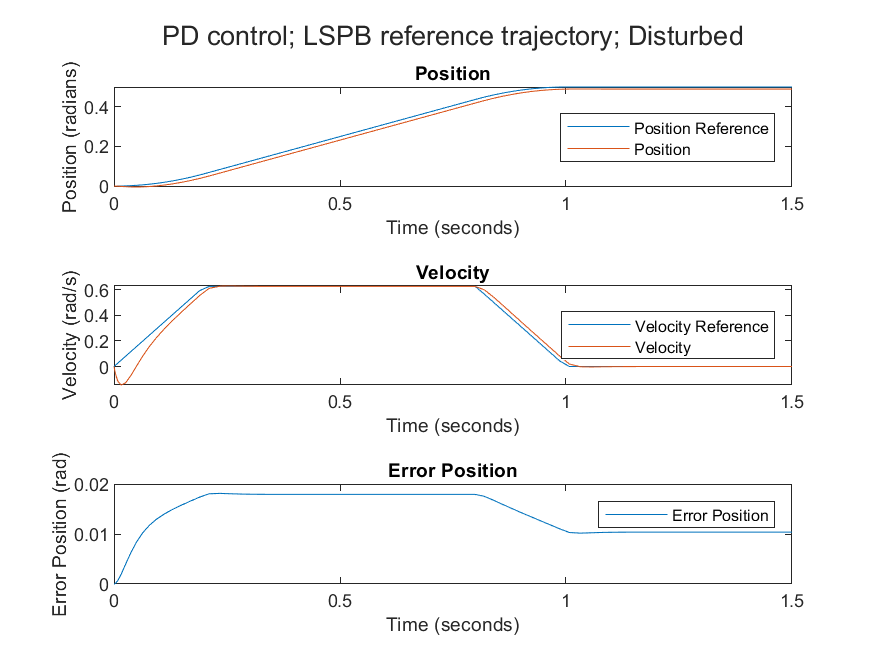 PD control; LSPB reference trajectory; Disturbed
Position
Position (radians)
0.4
0.2
0
Position Reference
Position
0 0.5 1 1.5
Time (seconds)
Velocity
Velocity (rad/s)
0.6
0.4
0.2
0
Velocity Reference
Velocity
0 0.5 1 1.5
Time (seconds)
Error Position
Error Position (rad)
0.02
0.01
0
Error Position
0 0.5 1 1.5
Time (seconds)